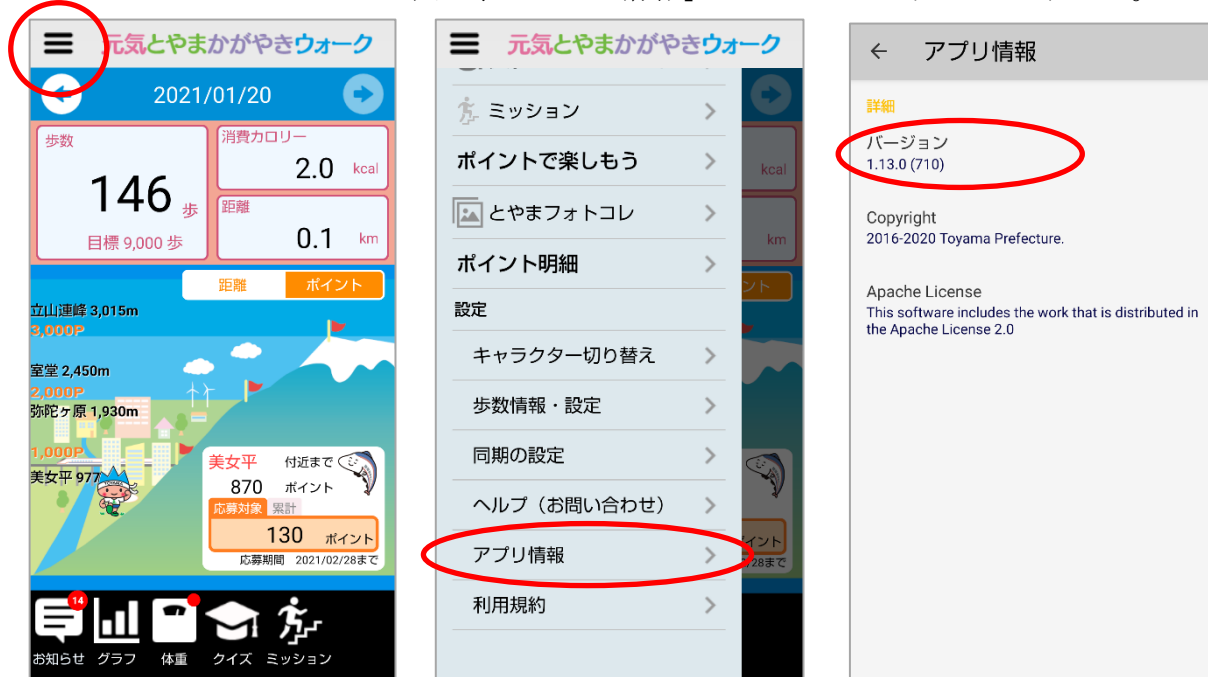 元気とやまかがやきウォーク
2021/01/20
歩数
146 歩
目標 9,000 歩
消費カロリー
2.0 kcal
距離
0.1 km
距離 ポイント
立山連峰 3,015m
3,000P
室堂 2,450m
2,000P
弥陀ヶ原 1,930m
1,000P
美女平 977
美女平 付近まで
870 ポイント
応募対象 累計
130 ポイント
応募期間 2021/02/28まで
14
お知らせ グラフ 体重 クイズ ミッション
元気とやまかがやきウォーク
ミッション
ポイントで楽しもう
とやまフォトコレ
ポイント明細
設定
キャラクター切り替え
歩数情報・設定
同期の設定
ヘルプ（お問い合わせ）
アプリ情報
利用規約
kcal
km
ント
イント
/28まで
← アプリ情報
詳細
バージョン
1.13.0 (710)
Copyright
2016-2020 Toyama Prefecture.
Apache License
This software includes the work that is distributed in
the Apache License 2.0